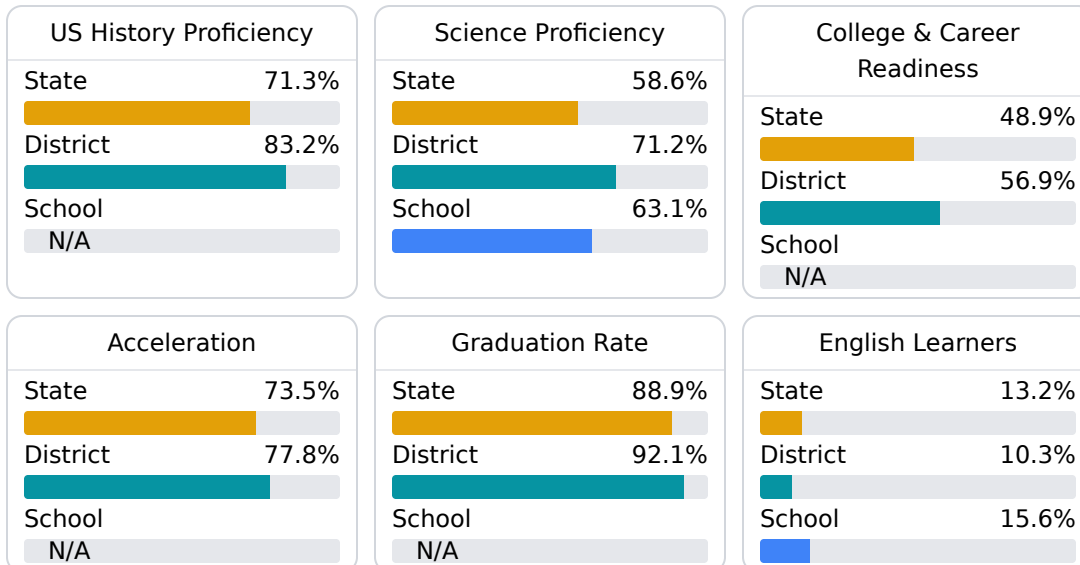 US History Proficiency
State 71.3%
District 83.2%
School
N/A
Science Proficiency
State 58.6%
District 71.2%
School 63.1%
College & Career
Readiness
State 48.9%
District 56.9%
School
N/A
Acceleration
State 73.5%
District 77.8%
School
N/A
Graduation Rate
State 88.9%
District 92.1%
School
N/A
English Learners
State 13.2%
District 10.3%
School 15.6%